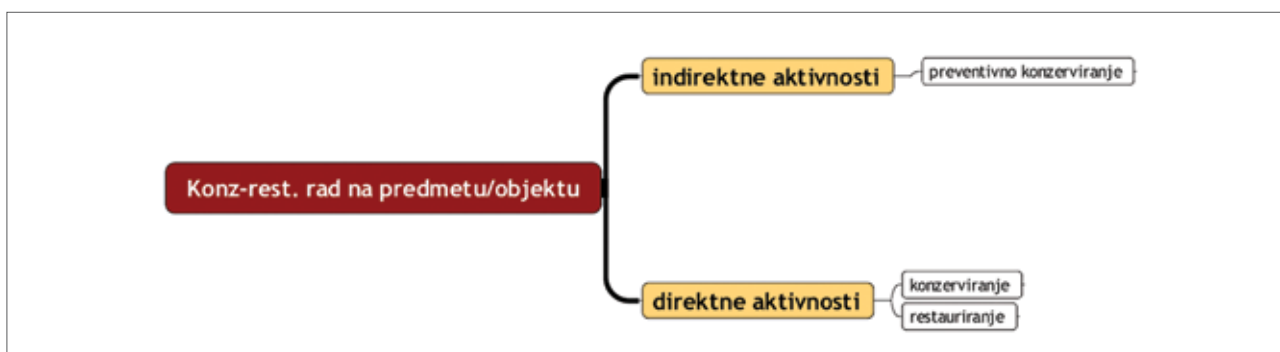 Konz-rest. rad na predmetu/objektu
indirektne aktivnosti
preventivno konzerviranje
direktne aktivnosti
konzerviranje
restauriranje